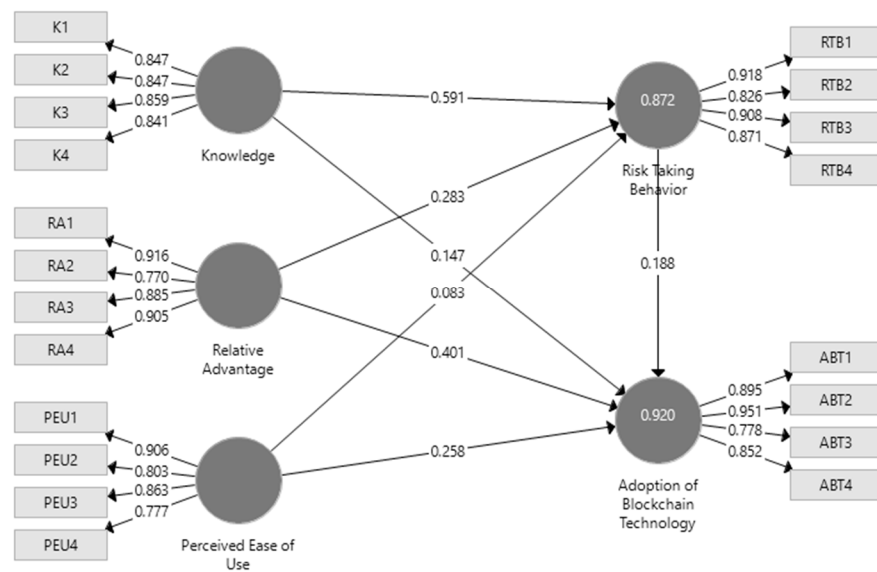 K1
K2
K3
K4
0.847
0.847
0.859
0.841
Knowledge
RA1
RA2
RA3
RA4
0.916
0.770
0.885
0.905
Relative
Advantage
PEU1
PEU2
PEU3
PEU4
0.906
0.803
0.863
0.777
Perceived Ease of
Use
0.591
0.283
0.147
0.083
0.401
0.258
0.188
0.872
Risk Taking
Behavior
0.918
0.826
0.908
0.871
RTB1
RTB2
RTB3
RTB4
0.920
Adoption of
Blockchain
Technology
0.895
0.951
0.778
0.852
ABT1
ABT2
ABT3
ABT4